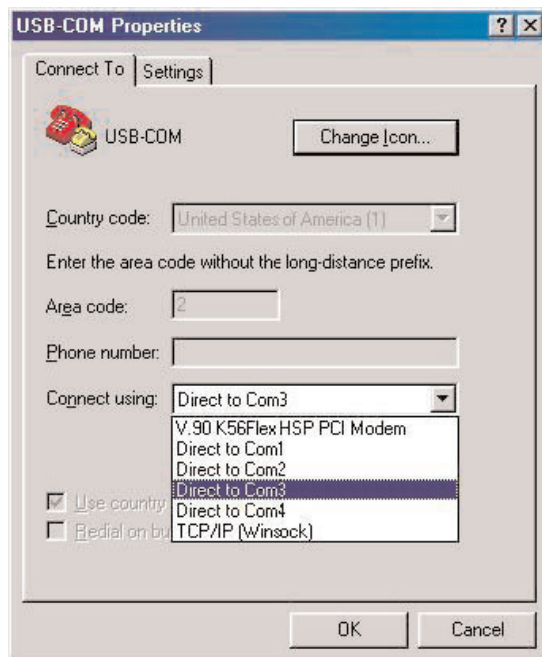 USB-COM Properties
Connect To Settings
USB-COM
Change Icon...
Country code: United States of America (1)
Enter the area code without the long-distance prefix.
Area code: 2
Phone number:
Connect using: Direct to Com3
V.90 K56Flex HSP PCI Modem
Direct to Com1
Direct to Com2
Direct to Com3
Direct to Com4
TCP/IP (Winsock)
Use country
Redial on bu
OK Cancel